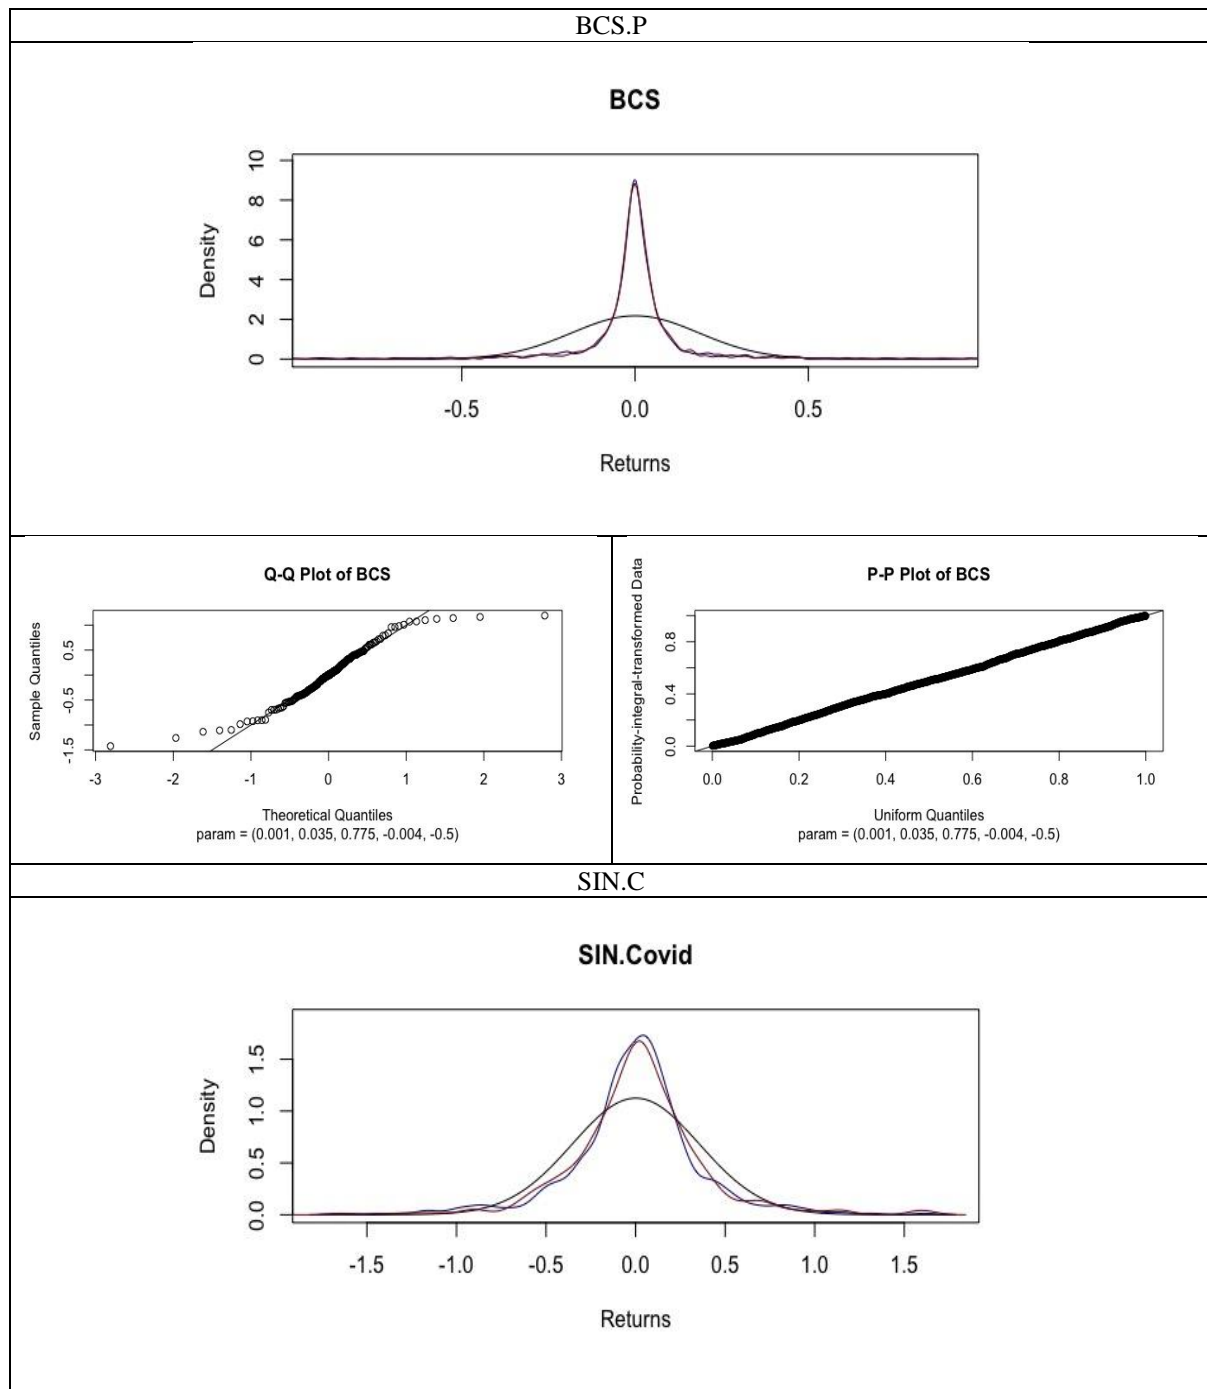 BCS.P
BCS
Density
10
8
6
4
2
0
-0.5 0.0 0.5
Returns
Q-Q Plot of BCS
Sample Quantiles
0.5
-0.5
-1.5
-3 -2 -1 0 1 2 3
Theoretical Quantiles
param = (0.001, 0.035, 0.775, -0.004, -0.5)
P-P Plot of BCS
Probability-integral-transformed Data
0.8
0.4
0.0
0.0 0.2 0.4 0.6 0.8 1.0
Uniform Quantiles
param = (0.001, 0.035, 0.775, -0.004, -0.5)
SIN.C
SIN.Covid
Density
1.5
1.0
0.5
0.0
-1.5 -1.0 -0.5 0.0 0.5 1.0 1.5
Returns